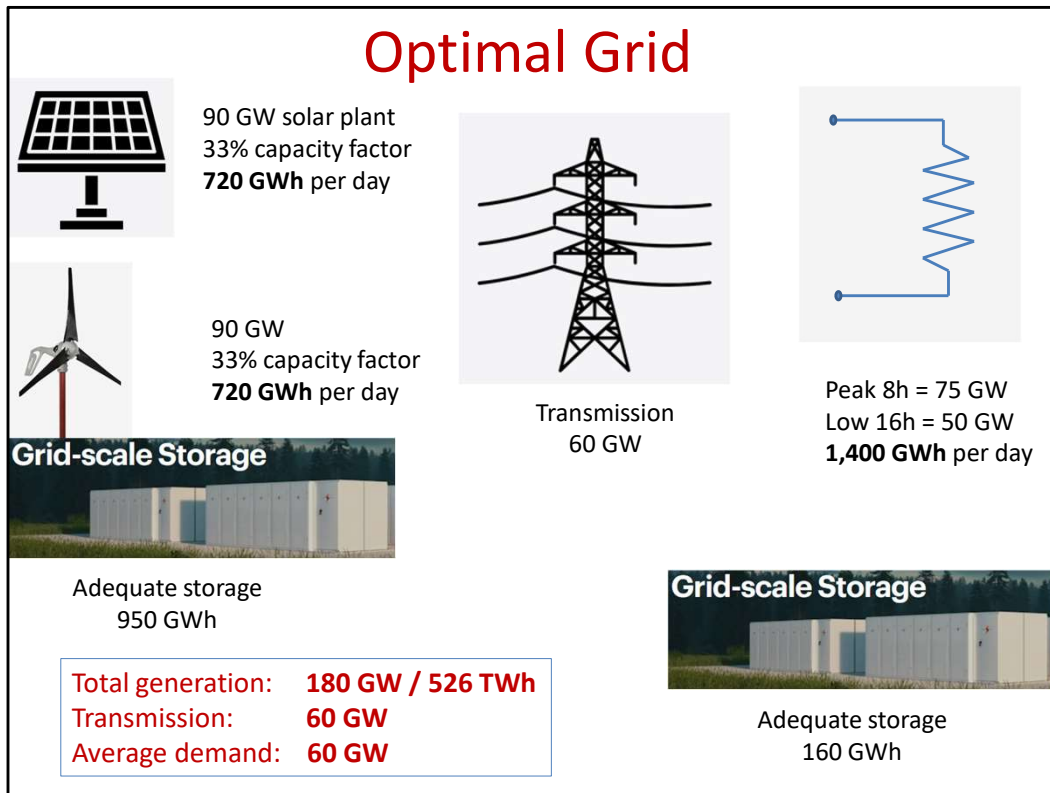 Optimal Grid
90 GW solar plant
33% capacity factor
720 GWh per day
90 GW
33% capacity factor
720 GWh per day
Transmission
60 GW
Peak 8h = 75 GW
Low 16h = 50 GW
1,400 GWh per day
Grid-scale Storage
Adequate storage
950 GWh
Grid-scale Storage
Adequate storage
160 GWh
Total generation: 180 GW / 526 TWh
Transmission: 60 GW
Average demand: 60 GW